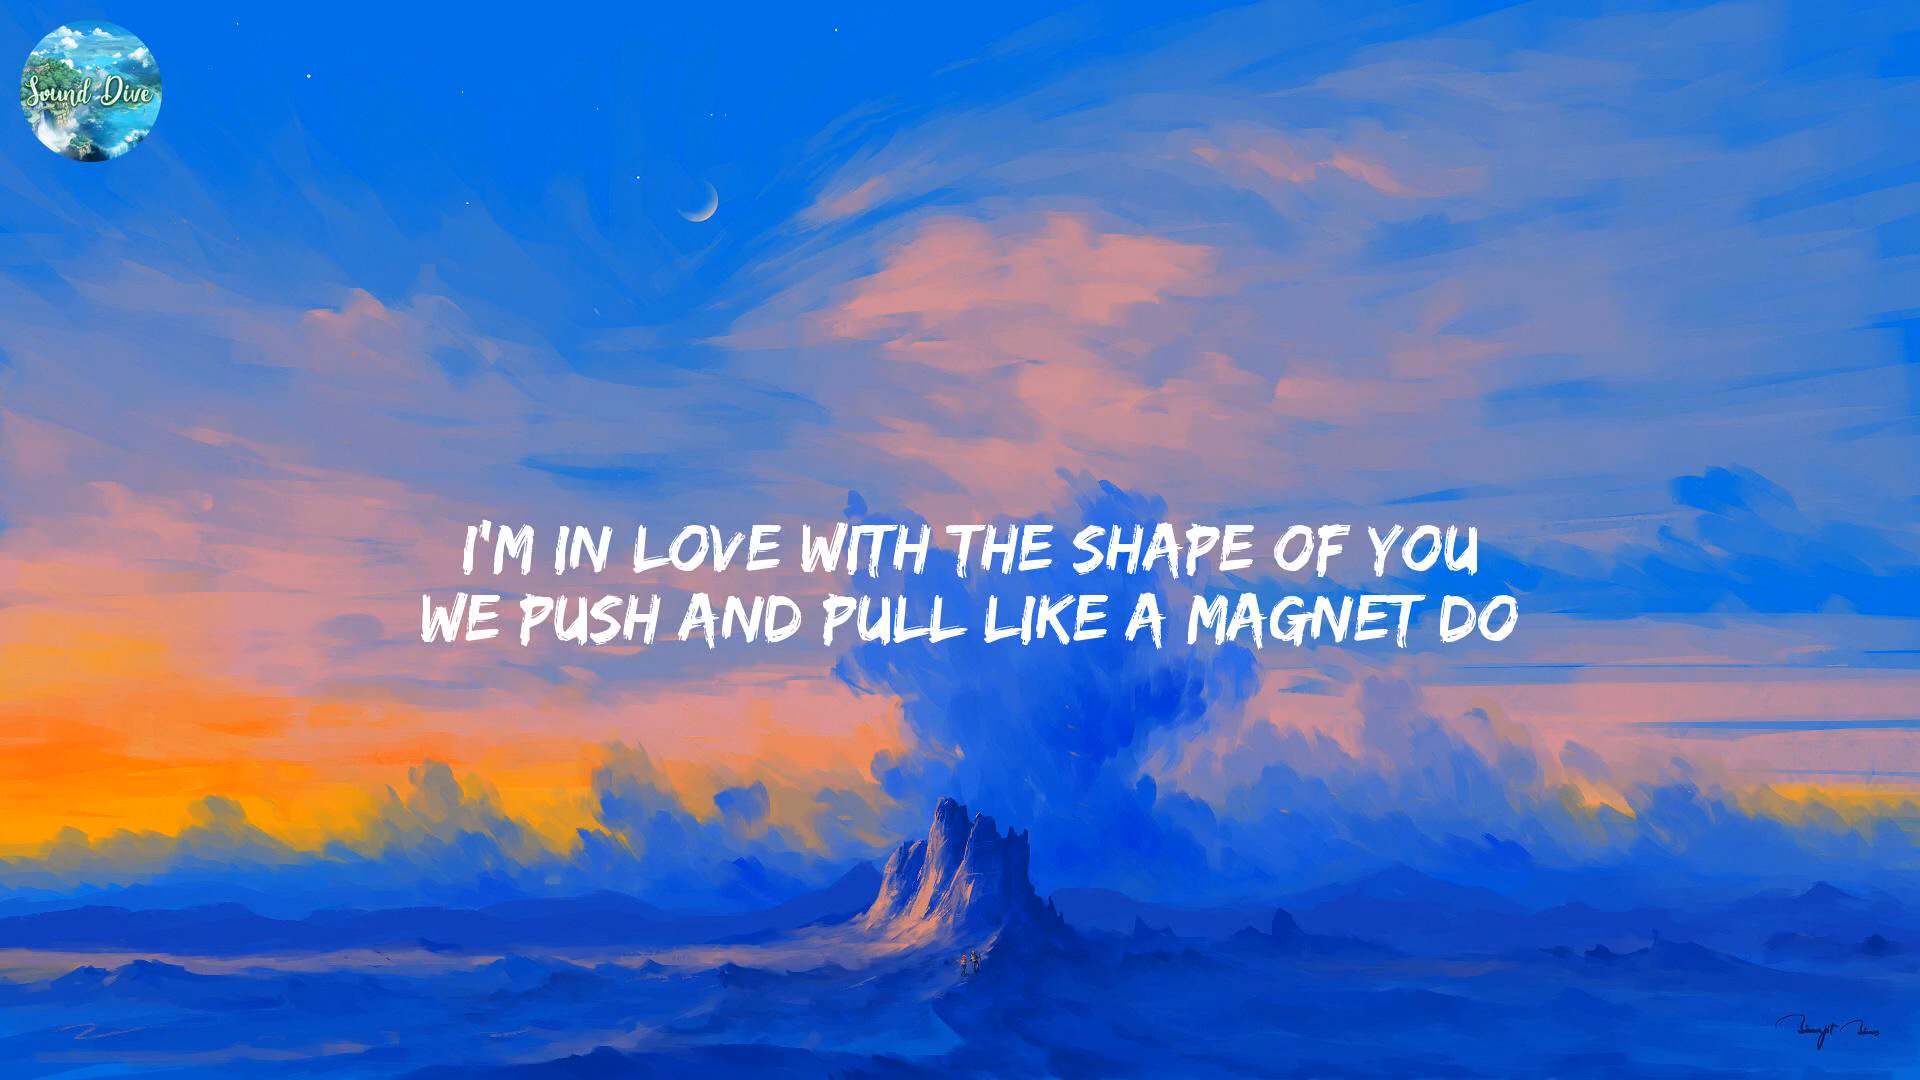 Sound Dive
I'M IN LOVE WITH THE SHAPE OF YOU
WE PUSH AND PULL LIKE A MAGNET DO